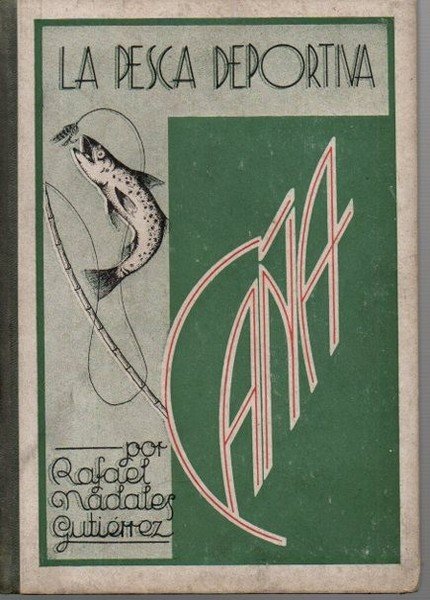 LA PESCA DEPORTIVA
CAÑA
por
Rafael
Nadales
Gutiérrez